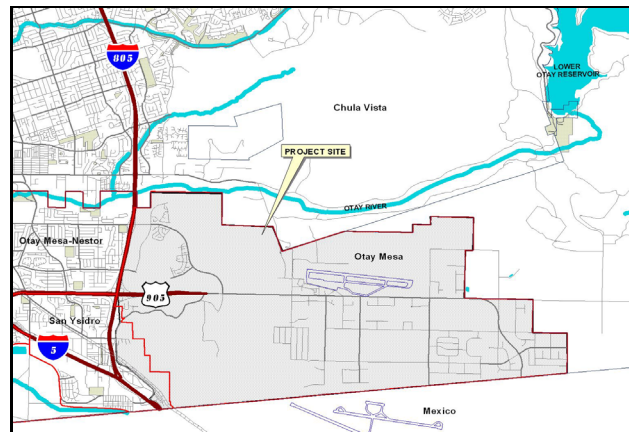 805
LOWER
OTAY RESERVOIR
Chula Vista
PROJECT SITE
OTAY RIVER
Otay Mesa-Nestor
Otay Mesa
905
San Ysidro
5
Mexico